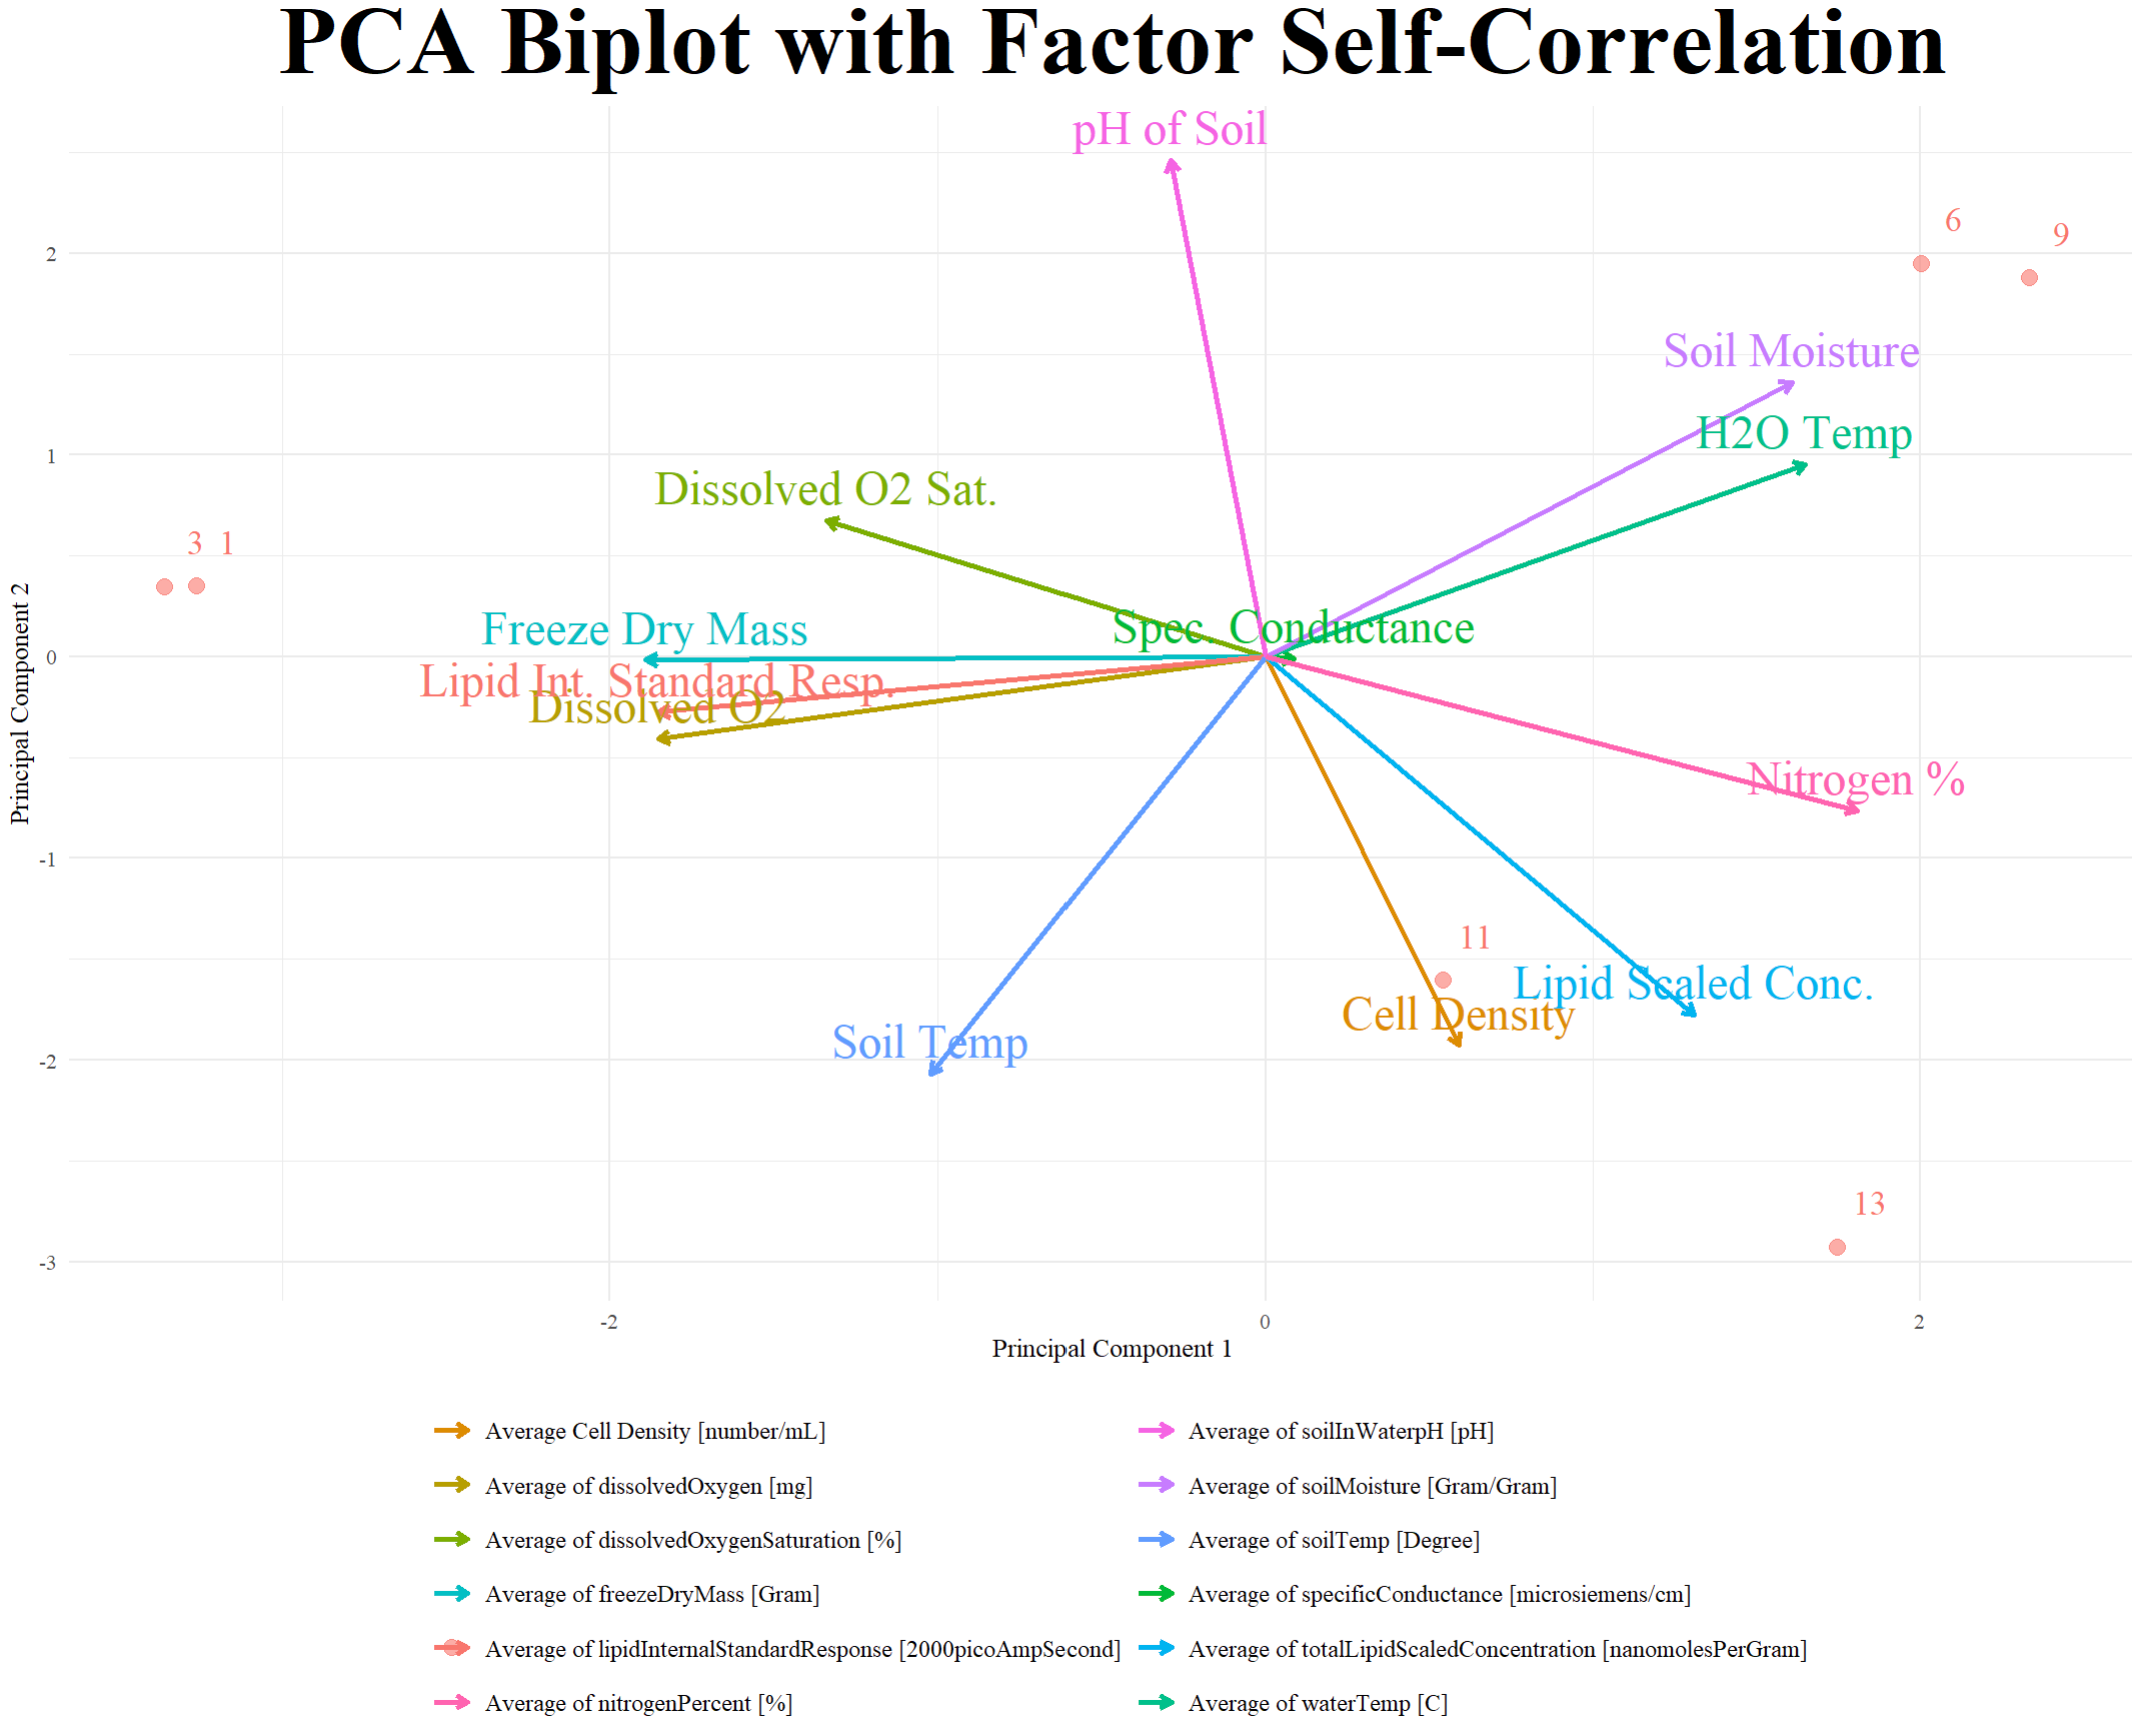 PCA Biplot with Factor Self-Correlation
pH of Soil
6
9
2
Soil Moisture
H2O Temp
1
Dissolved O2 Sat.
3 1
Freeze Dry Mass
Spec. Conductance
0
Lipid Int. Standard Resp.
Dissolved O2
Principal Component 2
Nitrogen %
-1
11
Lipid Scaled Conc.
Cell Density
Soil Temp
-2
13
-3
-2 0 2
Principal Component 1
Average Cell Density [number/mL]
Average of dissolvedOxygen [mg]
Average of dissolvedOxygenSaturation [%]
Average of freezeDryMass [Gram]
Average of lipidInternalStandardResponse [2000picoAmpSecond]
Average of nitrogenPercent [%]
Average of soilInWaterpH [pH]
Average of soilMoisture [Gram/Gram]
Average of soilTemp [Degree]
Average of specificConductance [microsiemens/cm]
Average of totalLipidScaledConcentration [nanomolesPerGram]
Average of waterTemp [C]